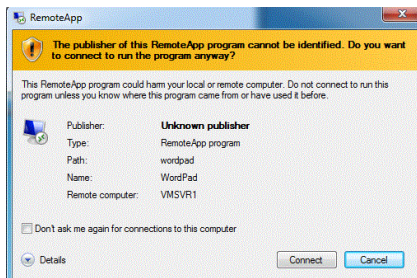 RemoteApp
The publisher of this RemoteApp program cannot be identified. Do you want
to connect to run the program anyway?
This RemoteApp program could harm your local or remote computer. Do not connect to run this
program unless you know where this program came from or have used it before.
Publisher: Unknown publisher
Type: RemoteApp program
Path: wordpad
Name: WordPad
Remote computer: VMSVR1
Don't ask me again for connections to this computer
Details Connect Cancel